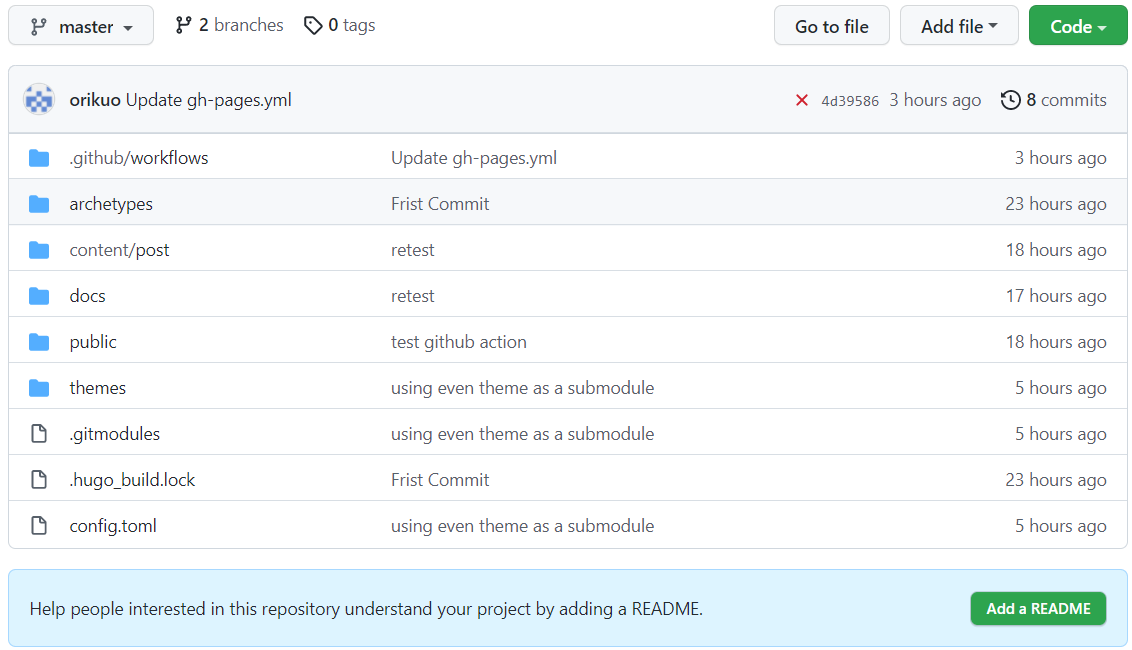 master 2 branches 0 tags Go to file Add file Code
orikuo Update gh-pages.yml 4d39586 3 hours ago 8 commits
.github/workflows Update gh-pages.yml 3 hours ago
archetypes Frist Commit 23 hours ago
content/post retest 18 hours ago
docs retest 17 hours ago
public test github action 18 hours ago
themes using even theme as a submodule 5 hours ago
.gitmodules using even theme as a submodule 5 hours ago
.hugo_build.lock Frist Commit 23 hours ago
config.toml using even theme as a submodule 5 hours ago
Help people interested in this repository understand your project by adding a README. Add a README